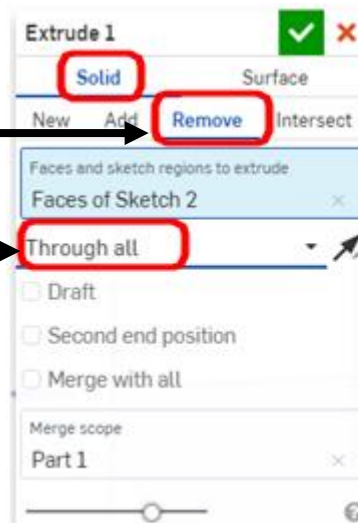 Extrude 1
Solid Surface
New Add Remove Intersect
Faces and sketch regions to extrude
Faces of Sketch 2
Through all
Draft
Second end position
Merge with all
Merge scope
Part 1